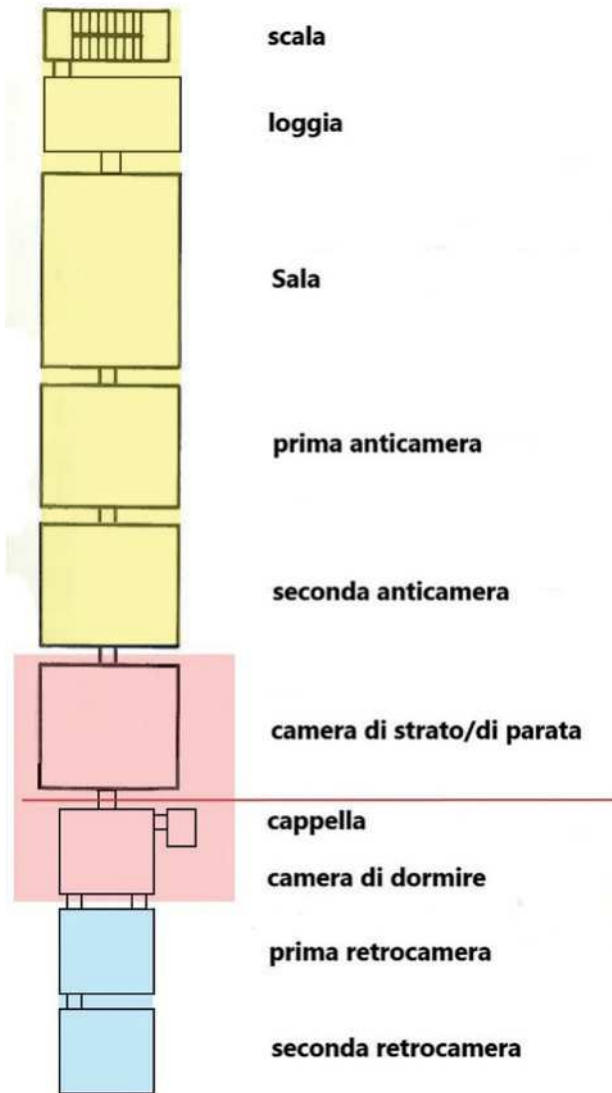 scala
loggia
Sala
prima anticamera
seconda anticamera
camera di strato/di parata
cappella
camera di dormire
prima retrocamera
seconda retrocamera